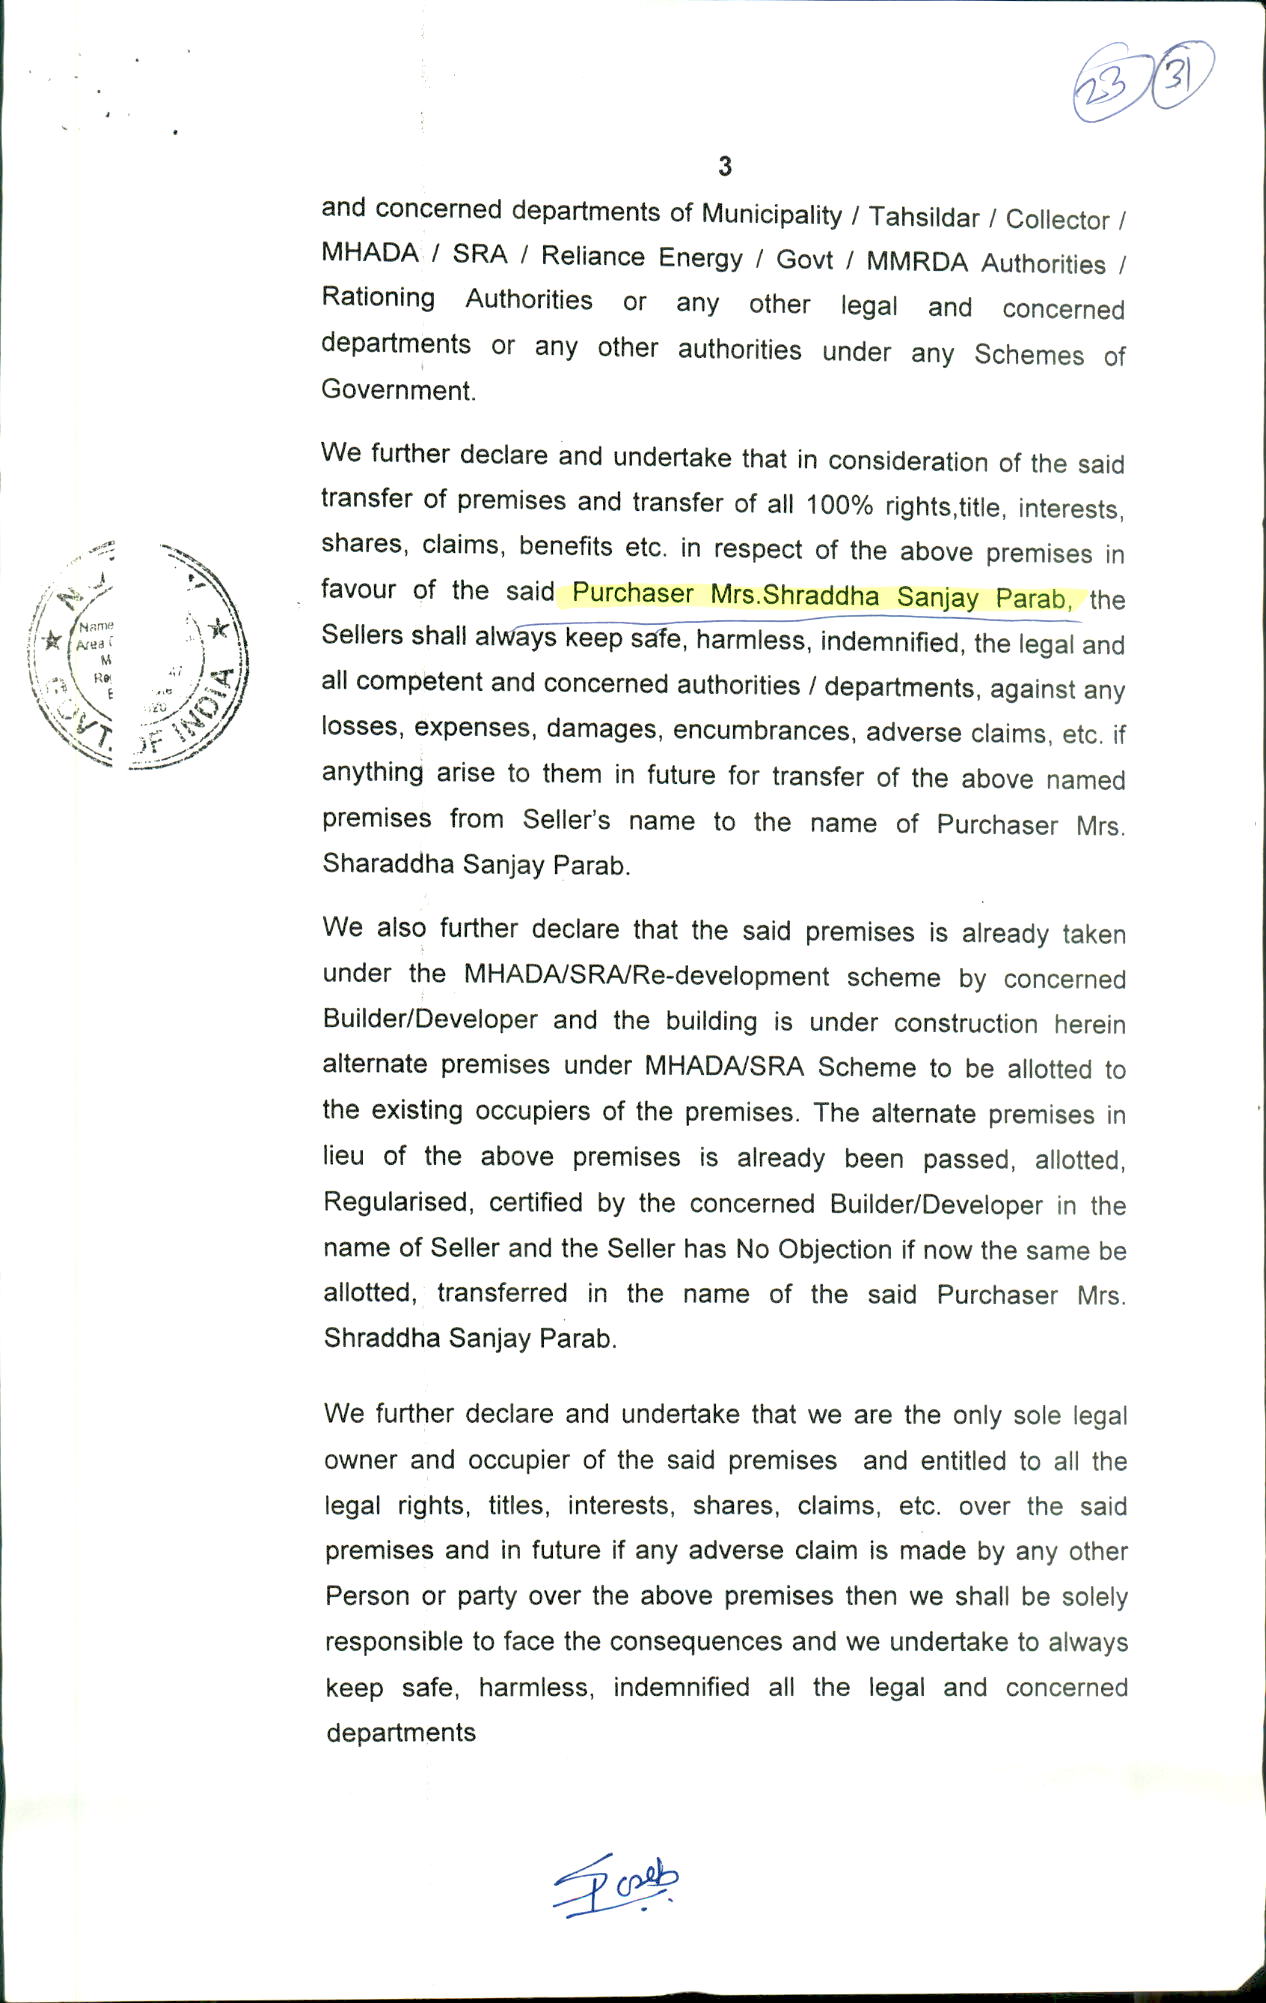 23 31
3
and concerned departments of Municipality / Tahsildar / Collector /
MHADA / SRA / Reliance Energy / Govt / MMRDA Authorities /
Rationing Authorities or any other legal and concerned
departments or any other authorities under any Schemes of
Government.
We further declare and undertake that in consideration of the said
transfer of premises and transfer of all 100% rights,title, interests,
shares, claims, benefits etc. in respect of the above premises in
favour of the said Purchaser Mrs.Shraddha Sanjay Parab, the
Sellers shall always keep safe, harmless, indemnified, the legal and
all competent and concerned authorities / departments, against any
losses, expenses, damages, encumbrances, adverse claims, etc. if
anything arise to them in future for transfer of the above named
premises from Seller's name to the name of Purchaser Mrs.
Sharaddha Sanjay Parab.
We also further declare that the said premises is already taken
under the MHADA/SRA/Re-development scheme by concerned
Builder/Developer and the building is under construction herein
alternate premises under MHADA/SRA Scheme to be allotted to
the existing occupiers of the premises. The alternate premises in
lieu of the above premises is already been passed, allotted,
Regularised, certified by the concerned Builder/Developer in the
name of Seller and the Seller has No Objection if now the same be
allotted, transferred in the name of the said Purchaser Mrs.
Shraddha Sanjay Parab.
We further declare and undertake that we are the only sole legal
owner and occupier of the said premises and entitled to all the
legal rights, titles, interests, shares, claims, etc. over the said
premises and in future if any adverse claim is made by any other
Person or party over the above premises then we shall be solely
responsible to face the consequences and we undertake to always
keep safe, harmless, indemnified all the legal and concerned
departments
Name
Area
47
GOVT. OF INDIA